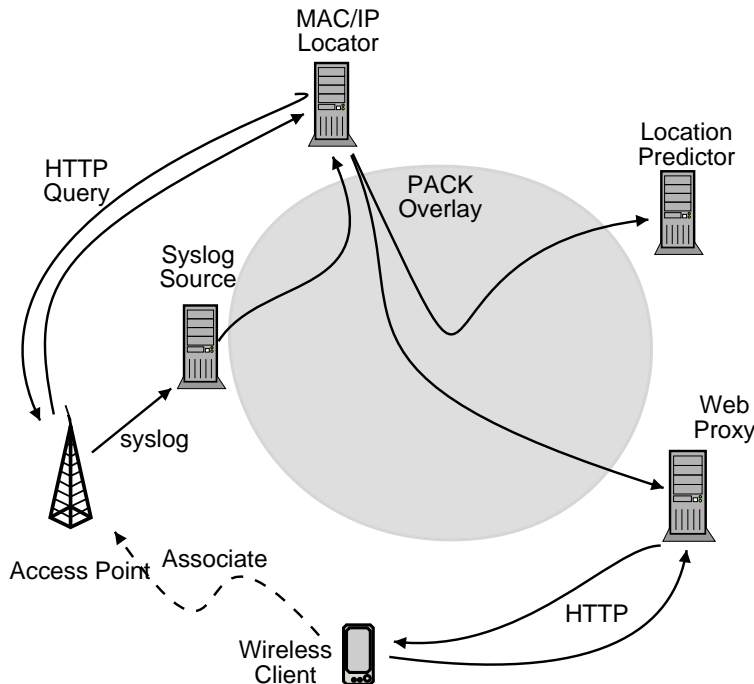 MAC/IP
Locator
Location
Predictor
HTTP
Query
PACK
Overlay
Syslog
Source
Web
Proxy
syslog
Access Point
Associate
HTTP
Wireless
Client